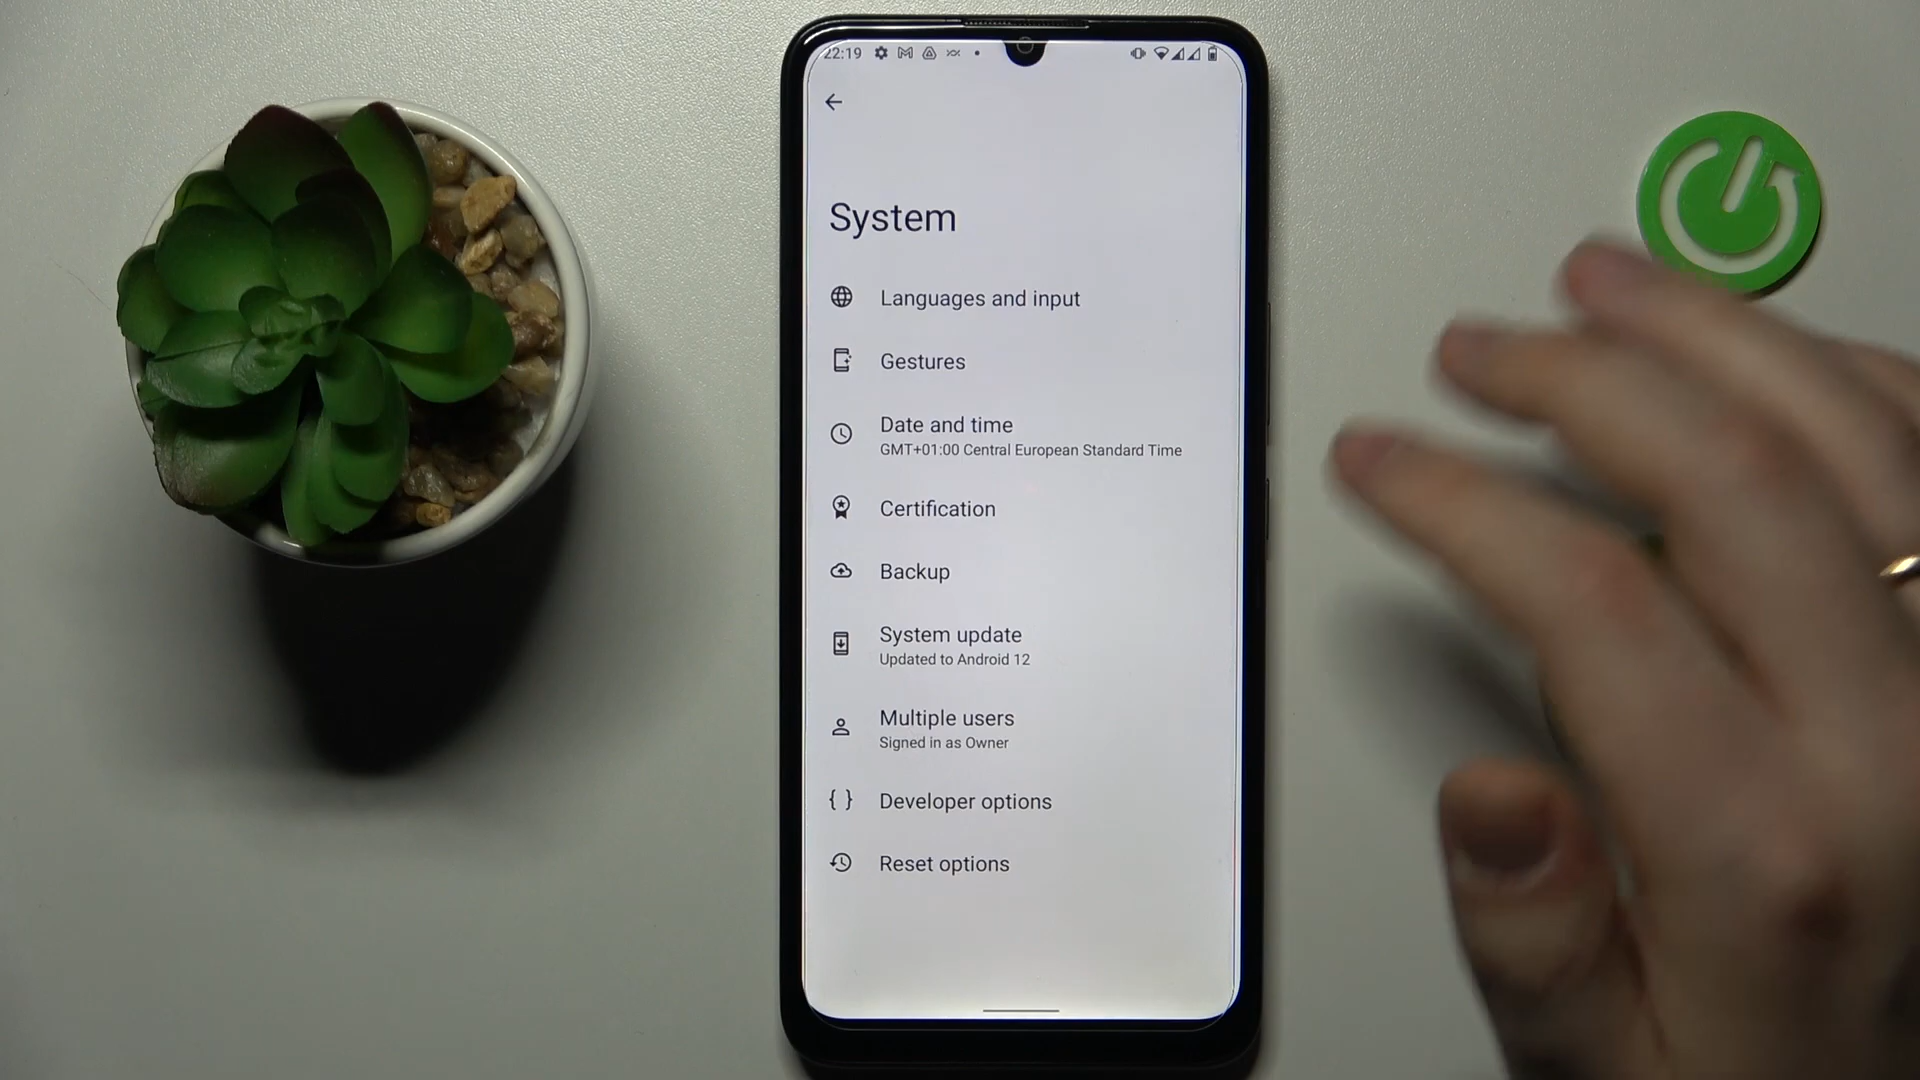 22:19
System
Languages and input
Gestures
Date and time
GMT+01:00 Central European Standard Time
Certification
Backup
System update
Updated to Android 12
Multiple users
Signed in as Owner
{ } Developer options
Reset options